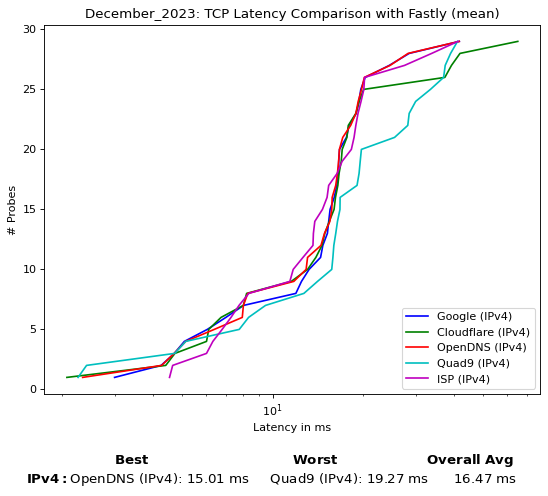 December_2023: TCP Latency Comparison with Fastly (mean)
30
25
20
15
10
5
0
# Probes
Google (IPv4)
Cloudflare (IPv4)
OpenDNS (IPv4)
Quad9 (IPv4)
ISP (IPv4)
10¹
Latency in ms
Best Worst Overall Avg
IPv4: OpenDNS (IPv4): 15.01 ms Quad9 (IPv4): 19.27 ms 16.47 ms